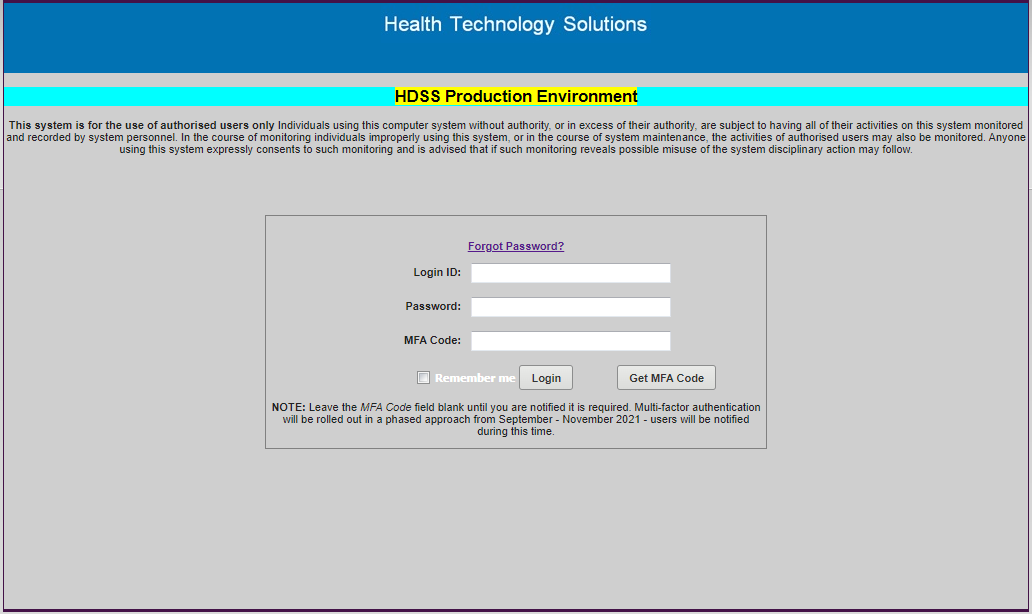 Health Technology Solutions
HDSS Production Environment
This system is for the use of authorised users only Individuals using this computer system without authority, or in excess of their authority, are subject to having all of their activities on this system monitored
and recorded by system personnel. In the course of monitoring individuals improperly using this system, or in the course of system maintenance, the activities of authorised users may also be monitored. Anyone
using this system expressly consents to such monitoring and is advised that if such monitoring reveals possible misuse of the system disciplinary action may follow.
Forgot Password?
Login ID:
Password:
MFA Code:
Remember me Login Get MFA Code
NOTE: Leave the MFA Code field blank until you are notified it is required. Multi-factor authentication
will be rolled out in a phased approach from September - November 2021 - users will be notified
during this time.